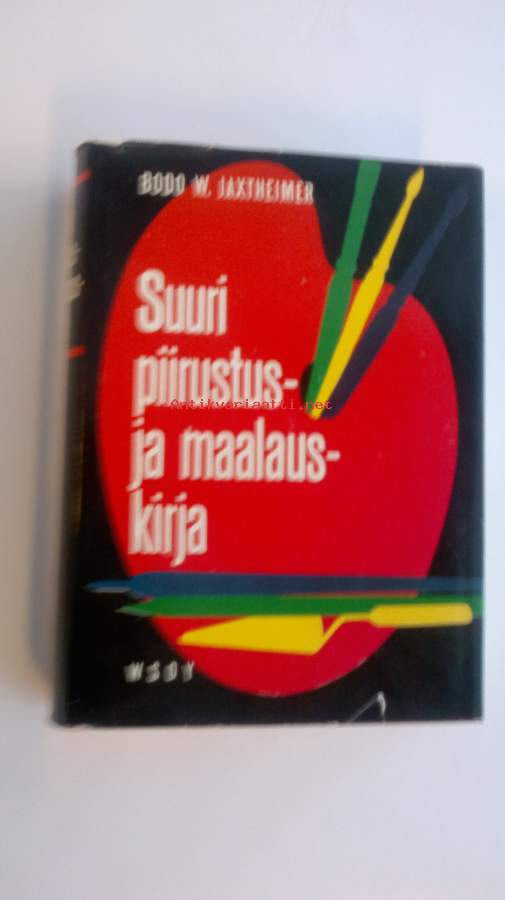 BODO W. JAXTHEIMER
Suuri
piirustus-
Antikvariaatti.net
ja maalaus-
kirja
WSOY